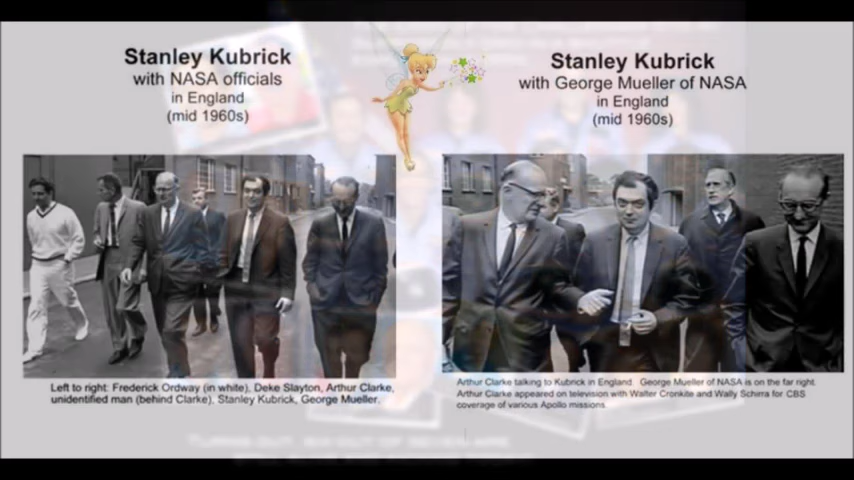 Stanley Kubrick
with NASA officials
in England
(mid 1960s)
Left to right: Frederick Ordway (in white), Deke Slayton, Arthur Clarke,
unidentified man (behind Clarke), Stanley Kubrick, George Mueller.
Stanley Kubrick
with George Mueller of NASA
in England
(mid 1960s)
Arthur Clarke talking to Kubrick in England. George Mueller of NASA is on the far right.
Arthur Clarke appeared on television with Walter Cronkite and Wally Schirra for CBS
coverage of various Apollo missions.